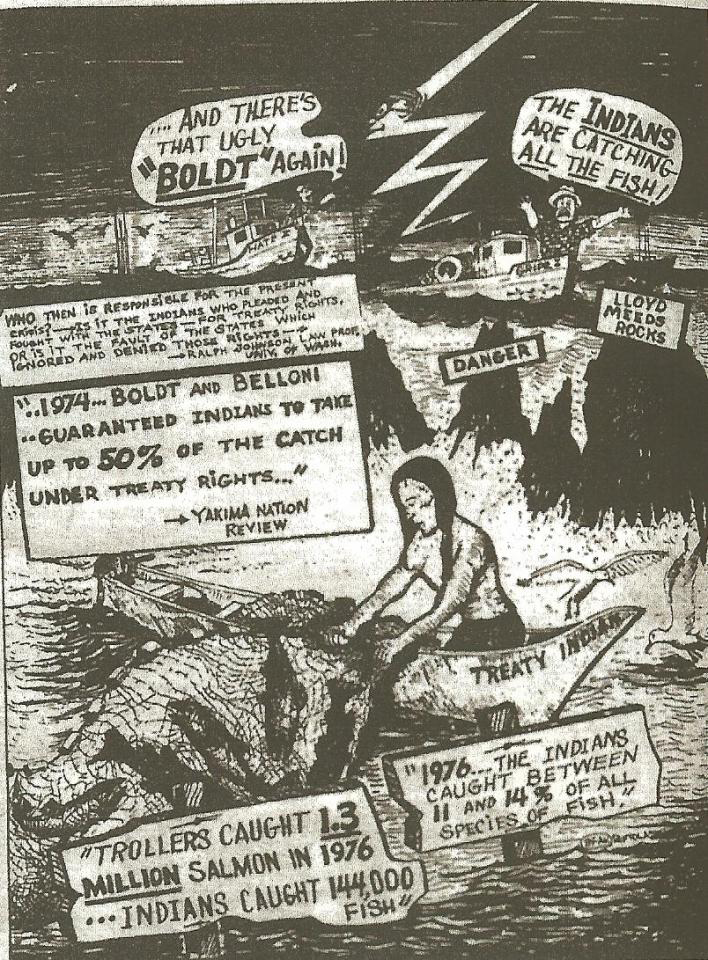 .... AND THERE'S
THAT UGLY
"BOLDT" AGAIN!
THE INDIANS
ARE CATCHING
ALL THE FISH!
WHO THEN IS RESPONSIBLE FOR THE PRESENT
CRISIS? — IS IT THE INDIANS WHO PLEADED AND
FOUGHT WITH THE STATES — FOR TREATY RIGHTS,
OR IS IT THE FAULT OF THE STATES WHICH
IGNORED AND DENIED THOSE RIGHTS —
RALPH JOHNSON LAW PROF.
UNIV. OF WASH.
LLOYD
MEEDS
ROCKS
DANGER
"..1974... BOLDT AND BELLONI
..GUARANTEED INDIANS TO TAKE
UP TO 50% OF THE CATCH
UNDER TREATY RIGHTS..."
→ YAKIMA NATION
REVIEW
TREATY INDIAN
"1976... THE INDIANS
CAUGHT BETWEEN
11 AND 14% OF ALL
SPECIES OF FISH."
"TROLLERS CAUGHT 1.3
MILLION SALMON IN 1976
... INDIANS CAUGHT 144,000
FISH"